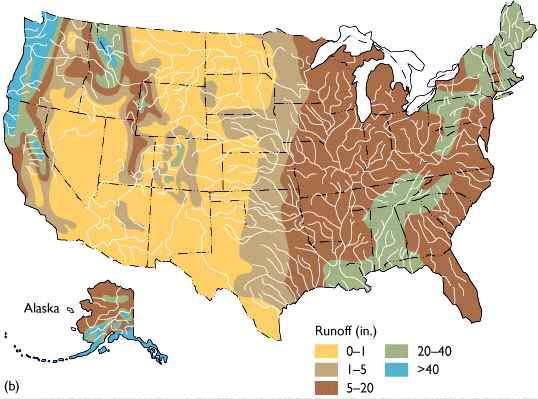 Alaska
Runoff (in.)
0–1
20–40
1–5
>40
5–20
(b)